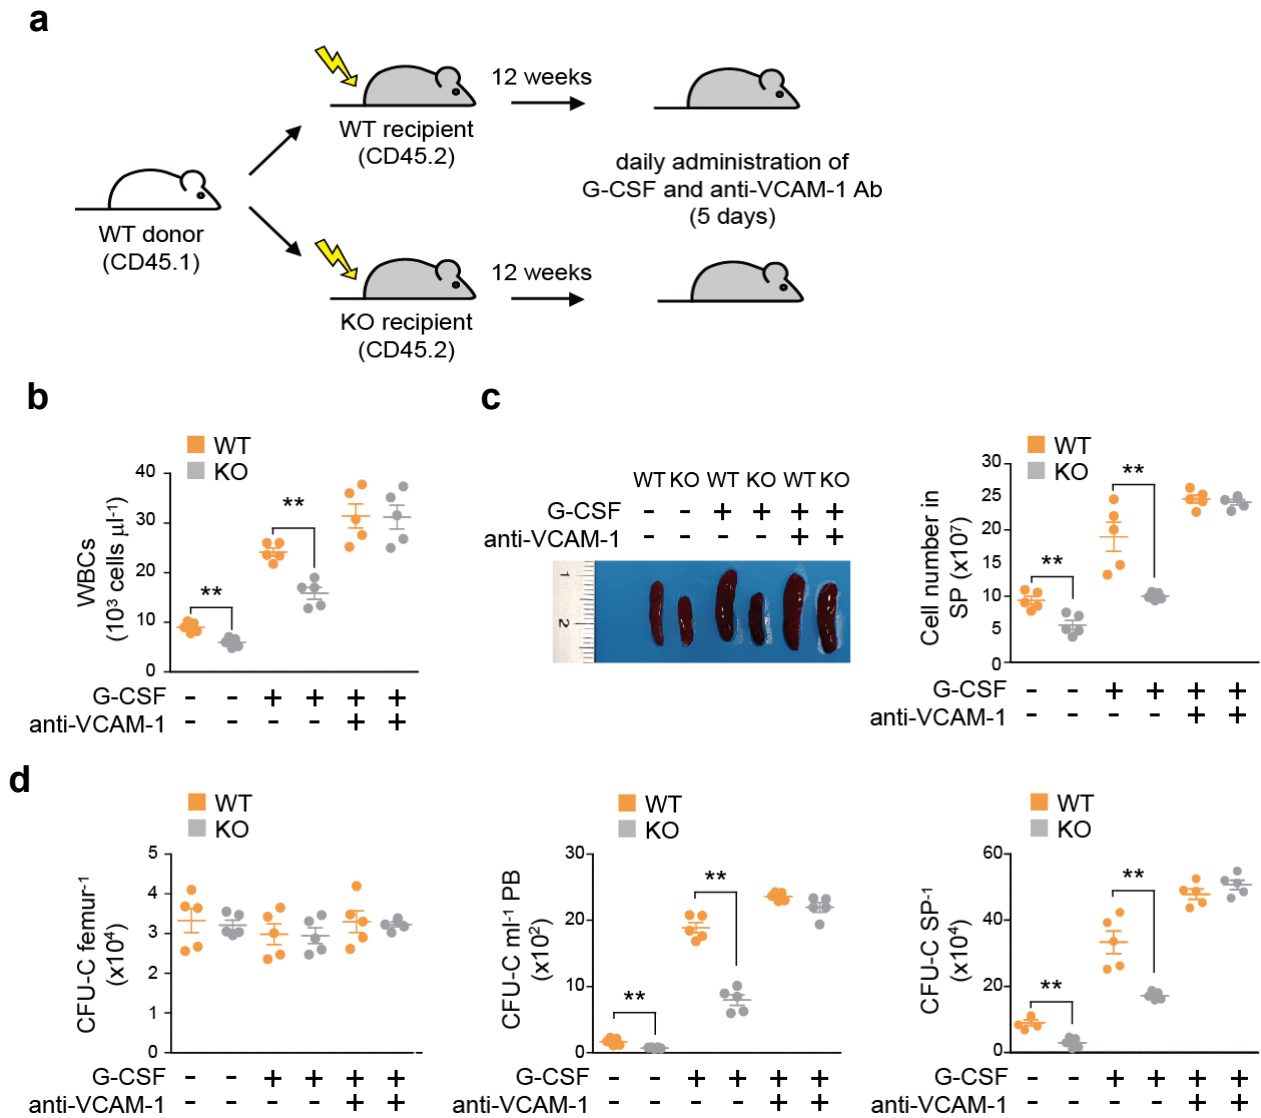 a
12 weeks
WT recipient
(CD45.2)
WT donor
(CD45.1)
daily administration of
G-CSF and anti-VCAM-1 Ab
(5 days)
12 weeks
KO recipient
(CD45.2)
b
WT
KO
WBCs
(10³ cells µl⁻¹)
40
30
20
10
0
**
**
G-CSF - - + + + +
anti-VCAM-1 - - - - + +
c
WT KO WT KO WT KO
G-CSF - - + + + +
anti-VCAM-1 - - - - + +
1
2
WT
KO
Cell number in
SP (x10⁷)
30
25
20
15
10
5
0
**
**
G-CSF - - + + + +
anti-VCAM-1 - - - - + +
d
WT
KO
CFU-C femur⁻¹
(x10⁴)
5
4
3
2
1
0
G-CSF - - + + + +
anti-VCAM-1 - - - - + +
WT
KO
CFU-C ml⁻¹ PB
(x10²)
30
20
10
0
**
**
G-CSF - - + + + +
anti-VCAM-1 - - - - + +
WT
KO
CFU-C SP⁻¹
(x10⁴)
60
40
20
0
**
**
G-CSF - - + + + +
anti-VCAM-1 - - - - + +